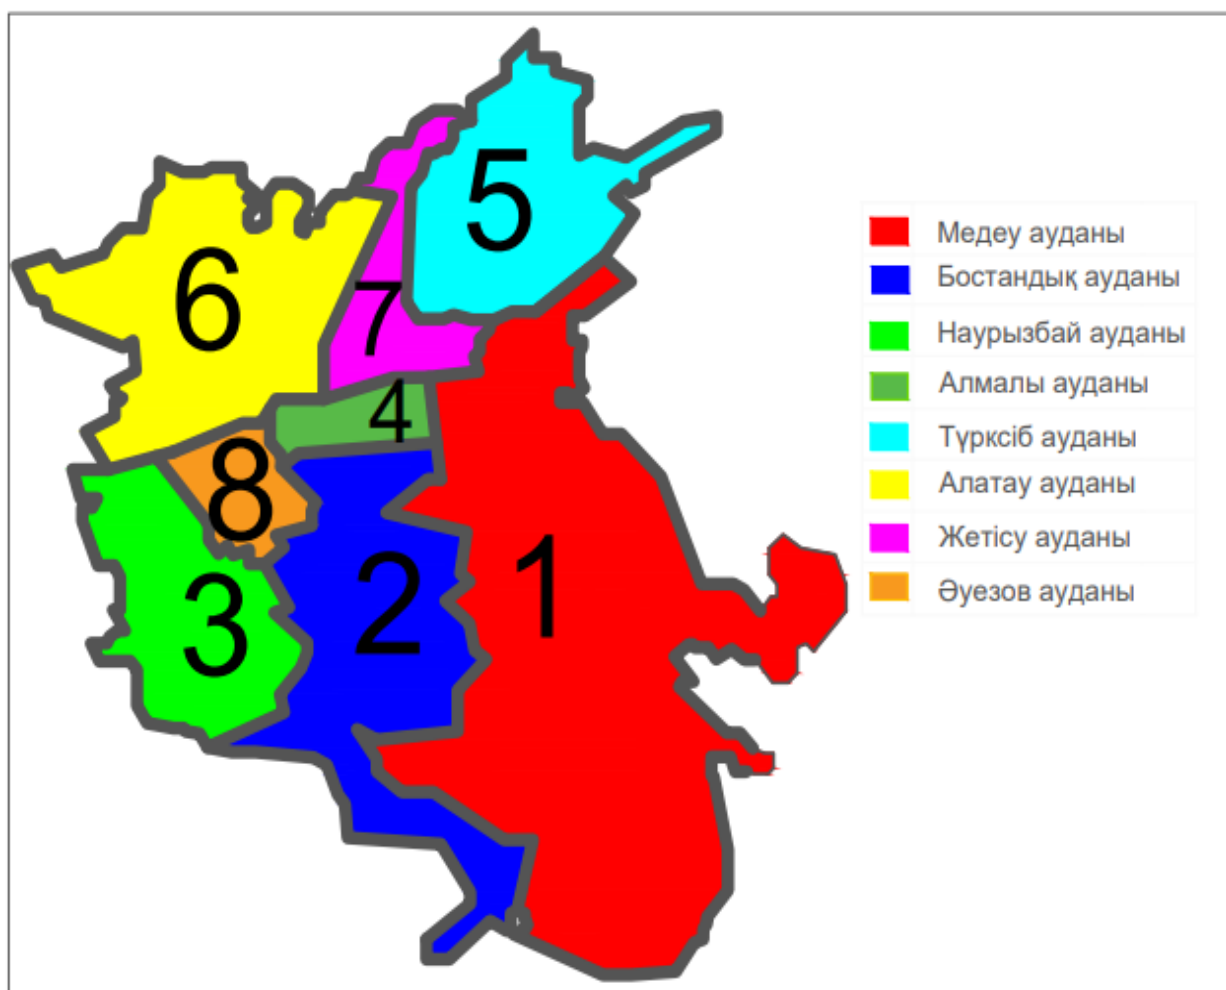 5
6
7
4
8
1
2
3
Медеу ауданы
Бостандық ауданы
Наурызбай ауданы
Алмалы ауданы
Түрксіб ауданы
Алатау ауданы
Жетісу ауданы
Әуезов ауданы